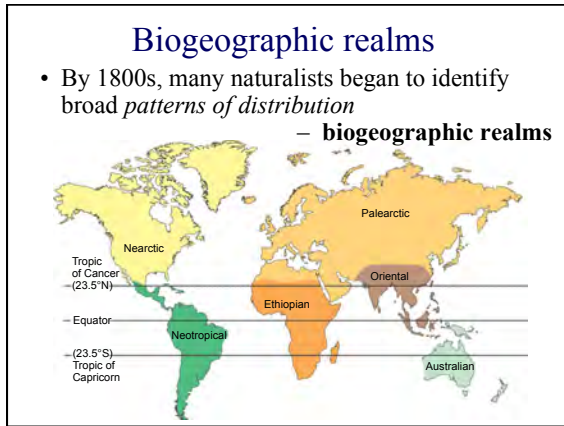 Biogeographic realms
• By 1800s, many naturalists began to identify
broad patterns of distribution
– biogeographic realms
Nearctic
Palearctic
Tropic
of Cancer
(23.5°N)
Oriental
Ethiopian
Equator
Neotropical
(23.5°S)
Tropic of
Capricorn
Australian